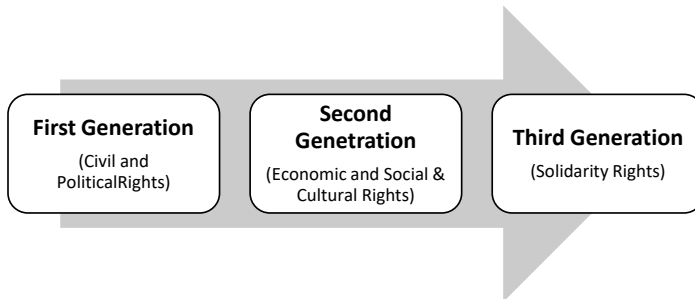 First Generation
(Civil and
PoliticalRights)
Second
Genetration
(Economic and Social &
Cultural Rights)
Third Generation
(Solidarity Rights)